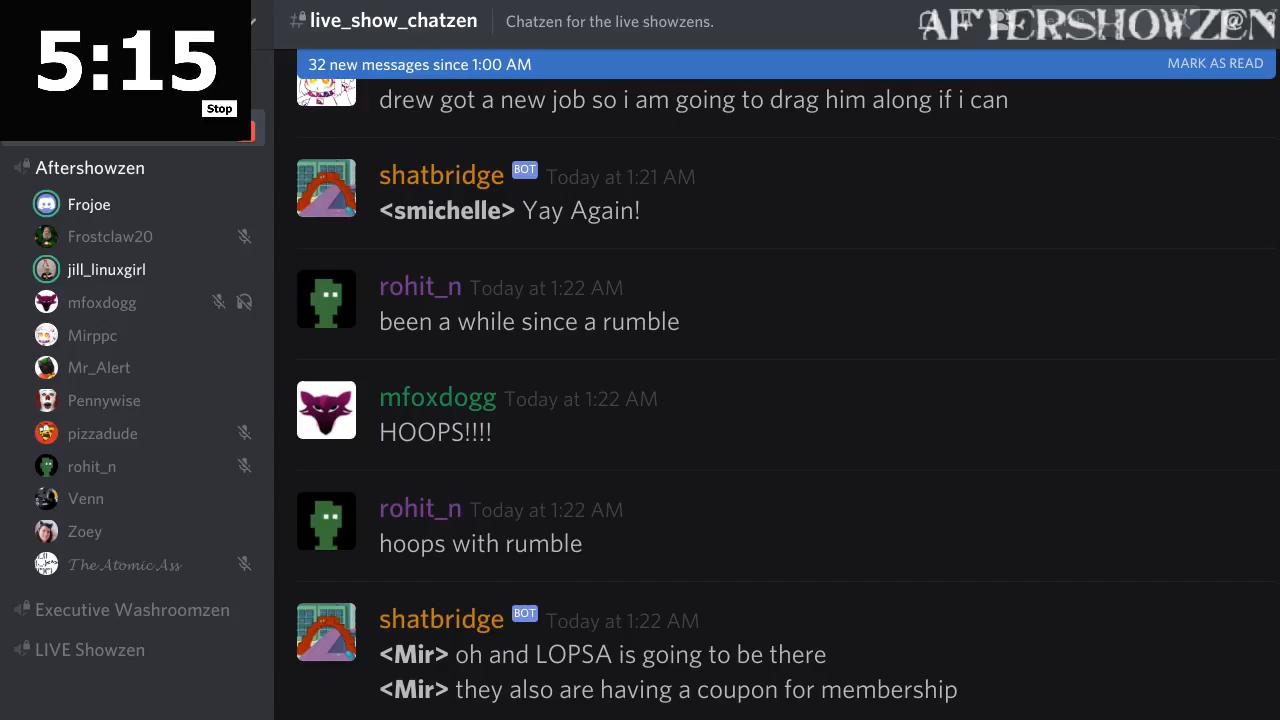 5:15
Stop
live_show_chatzen
Chatzen for the live showzens.
AFTERSHOWZEN
32 new messages since 1:00 AM
MARK AS READ
drew got a new job so i am going to drag him along if i can
Aftershowzen
Frojoe
Frostclaw20
jill_linuxgirl
mfoxdogg
Mirppc
Mr_Alert
Pennywise
pizzadude
rohit_n
Venn
Zoey
𝓣𝓱𝓮 𝓐𝓽𝓸𝓶𝓲𝓬 𝓐𝓼𝓼
Executive Washroomzen
LIVE Showzen
shatbridge BOT Today at 1:21 AM
<smichelle> Yay Again!
rohit_n Today at 1:22 AM
been a while since a rumble
mfoxdogg Today at 1:22 AM
HOOPS!!!!
rohit_n Today at 1:22 AM
hoops with rumble
shatbridge BOT Today at 1:22 AM
<Mir> oh and LOPSA is going to be there
<Mir> they also are having a coupon for membership